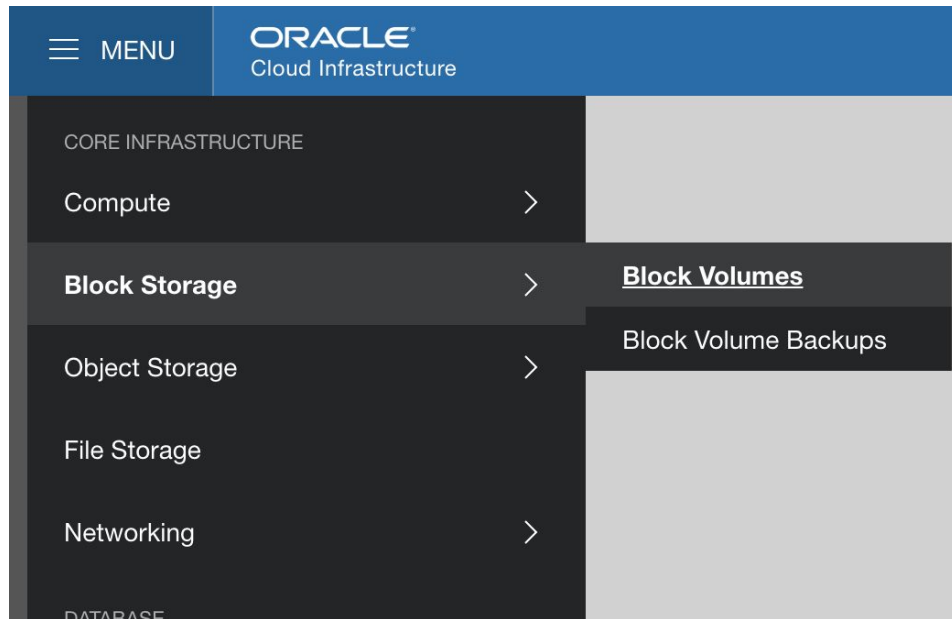 MENU
ORACLE®
Cloud Infrastructure
CORE INFRASTRUCTURE
Compute
Block Storage
Block Volumes
Block Volume Backups
Object Storage
File Storage
Networking
DATABASE